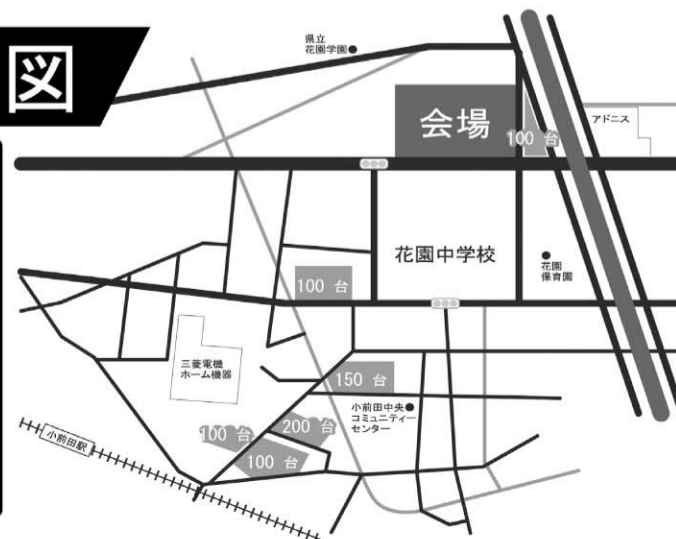 図
県立
花園学園
会場
100 台
アドニス
花園中学校
花園
保育園
100 台
三菱電機
ホーム機器
150 台
小前田中央
コミュニティー
センター
200 台
100 台
100 台
小前田駅